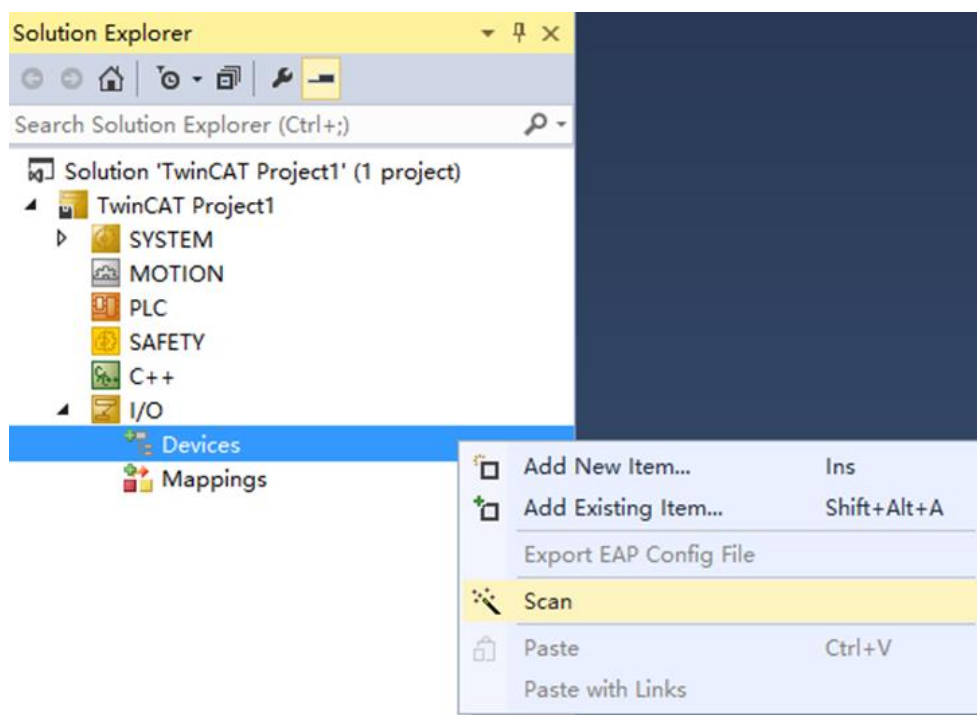 Solution Explorer
Search Solution Explorer (Ctrl+;)
Solution 'TwinCAT Project1' (1 project)
TwinCAT Project1
SYSTEM
MOTION
PLC
SAFETY
C++
I/O
Devices
Mappings
Add New Item... Ins
Add Existing Item... Shift+Alt+A
Export EAP Config File
Scan
Paste Ctrl+V
Paste with Links